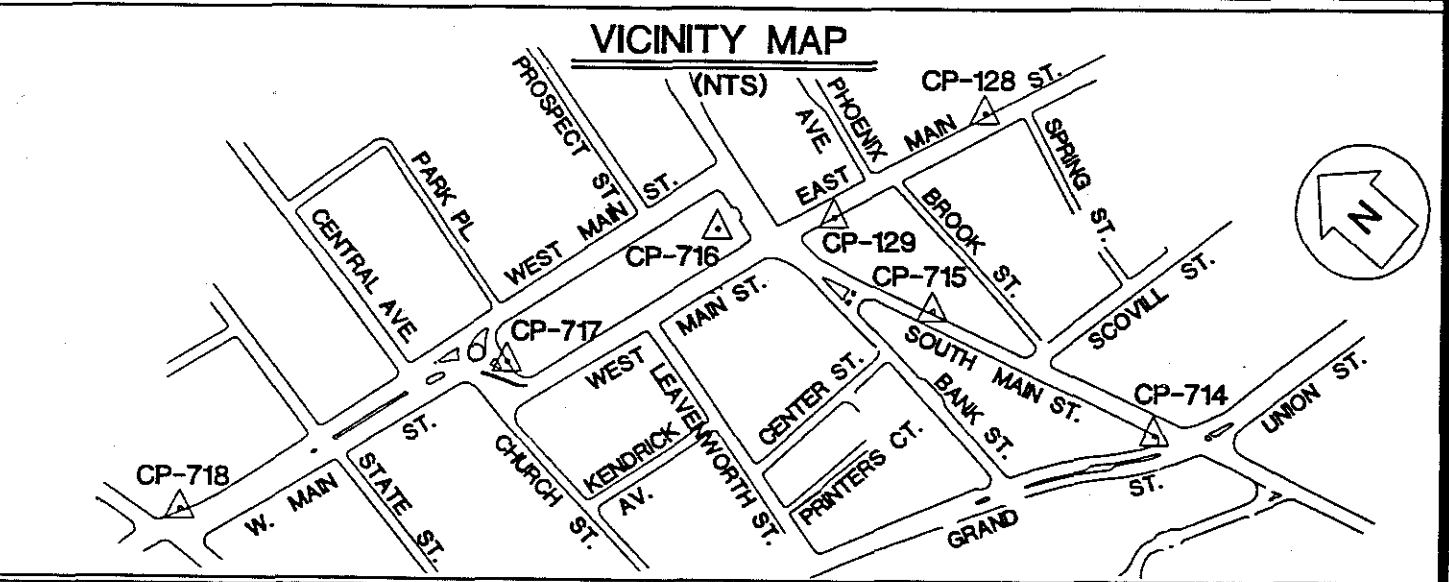 VICINITY MAP
(NTS)
PROSPECT ST.
PHOENIX
AVE
CP-128
EAST MAIN ST.
SPRING ST.
PARK PL.
WEST MAIN ST.
CENTRAL AVE
CP-716
CP-129
BROOK ST.
N
CP-715
SCOVILL ST.
CP-717
WEST MAIN ST.
SOUTH MAIN ST.
LEAVENWORTH ST.
CENTER ST.
BANK ST.
CP-714
UNION ST.
KENDRICK AV.
PRINTERS CT.
CHURCH ST.
CP-718
W. MAIN ST.
STATE ST.
GRAND ST.